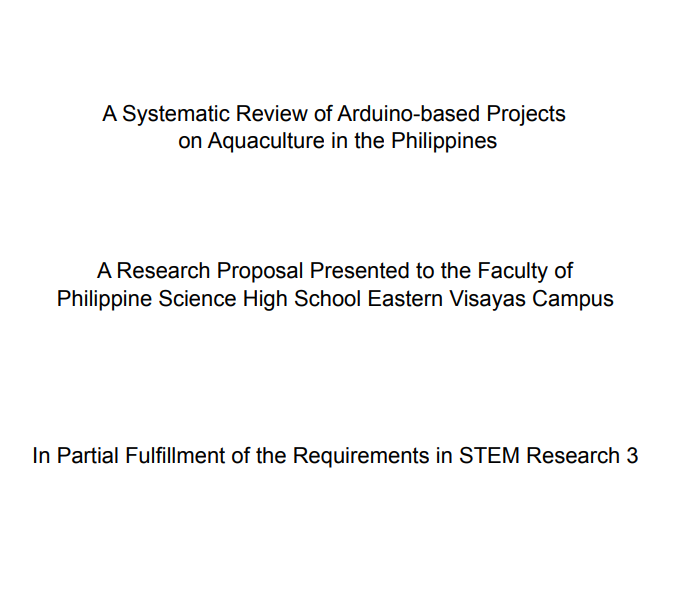 A Systematic Review of Arduino-based Projects
on Aquaculture in the Philippines
A Research Proposal Presented to the Faculty of
Philippine Science High School Eastern Visayas Campus
In Partial Fulfillment of the Requirements in STEM Research 3